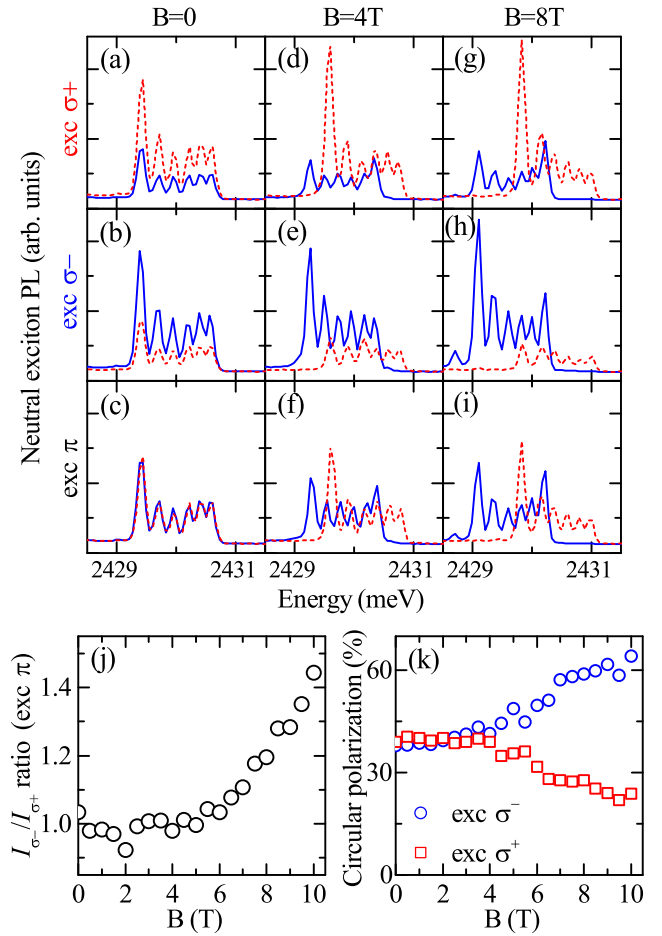 B=0 B=4T B=8T
(a) (d) (g)
exc σ+
(b) (e) (h)
exc σ−
(c) (f) (i)
exc π
Neutral exciton PL (arb. units)
2429 2431 2429 2431 2429 2431
Energy (meV)
(j)
I σ− / I σ+ ratio (exc π)
1.4
1.2
1.0
0 2 4 6 8 10
B (T)
(k)
Circular polarization (%)
60
30
0
exc σ⁻
exc σ⁺
0 2 4 6 8 10
B (T)